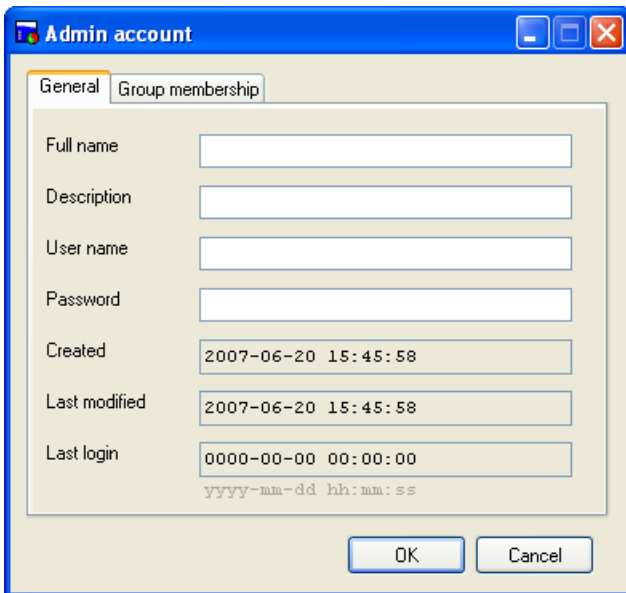 Admin account
General Group membership
Full name
Description
User name
Password
Created 2007-06-20 15:45:58
Last modified 2007-06-20 15:45:58
Last login 0000-00-00 00:00:00
yyyy-mm-dd hh:mm:ss
OK Cancel